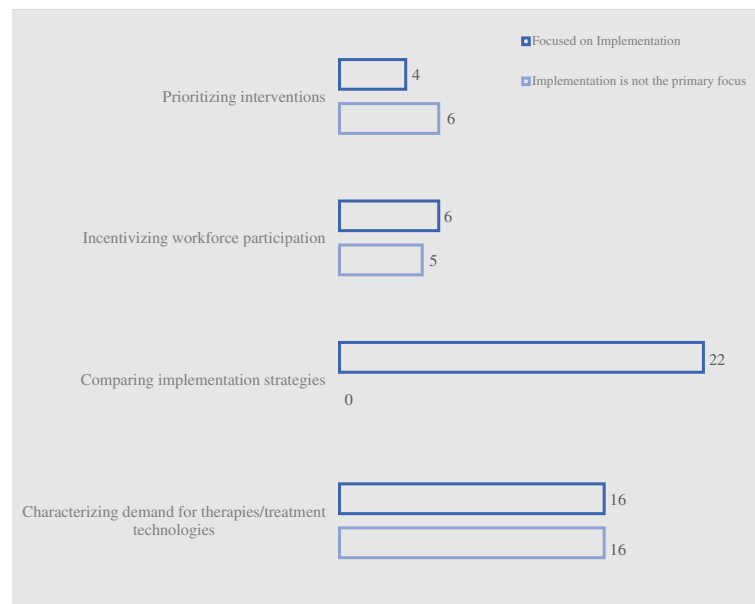 Focused on Implementation
Implementation is not the primary focus
Prioritizing interventions
4
6
Incentivizing workforce participation
6
5
Comparing implementation strategies
22
0
Characterizing demand for therapies/treatment
technologies
16
16